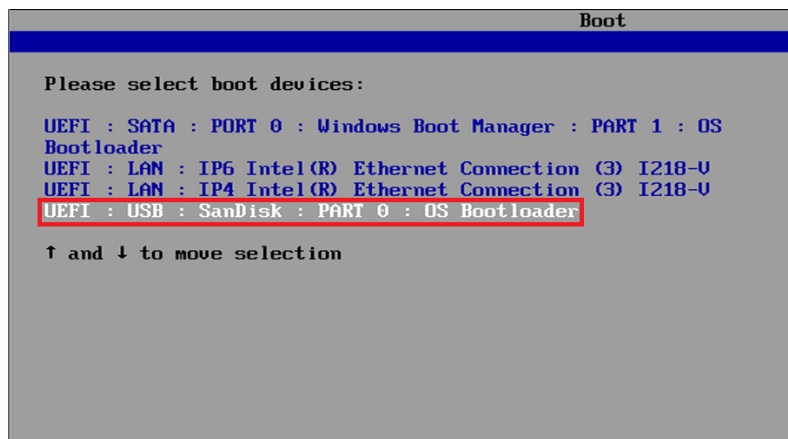 Boot
Please select boot devices:
UEFI : SATA : PORT 0 : Windows Boot Manager : PART 1 : OS
Bootloader
UEFI : LAN : IP6 Intel(R) Ethernet Connection (3) I218-V
UEFI : LAN : IP4 Intel(R) Ethernet Connection (3) I218-V
UEFI : USB : SanDisk : PART 0 : OS Bootloader
↑ and ↓ to move selection